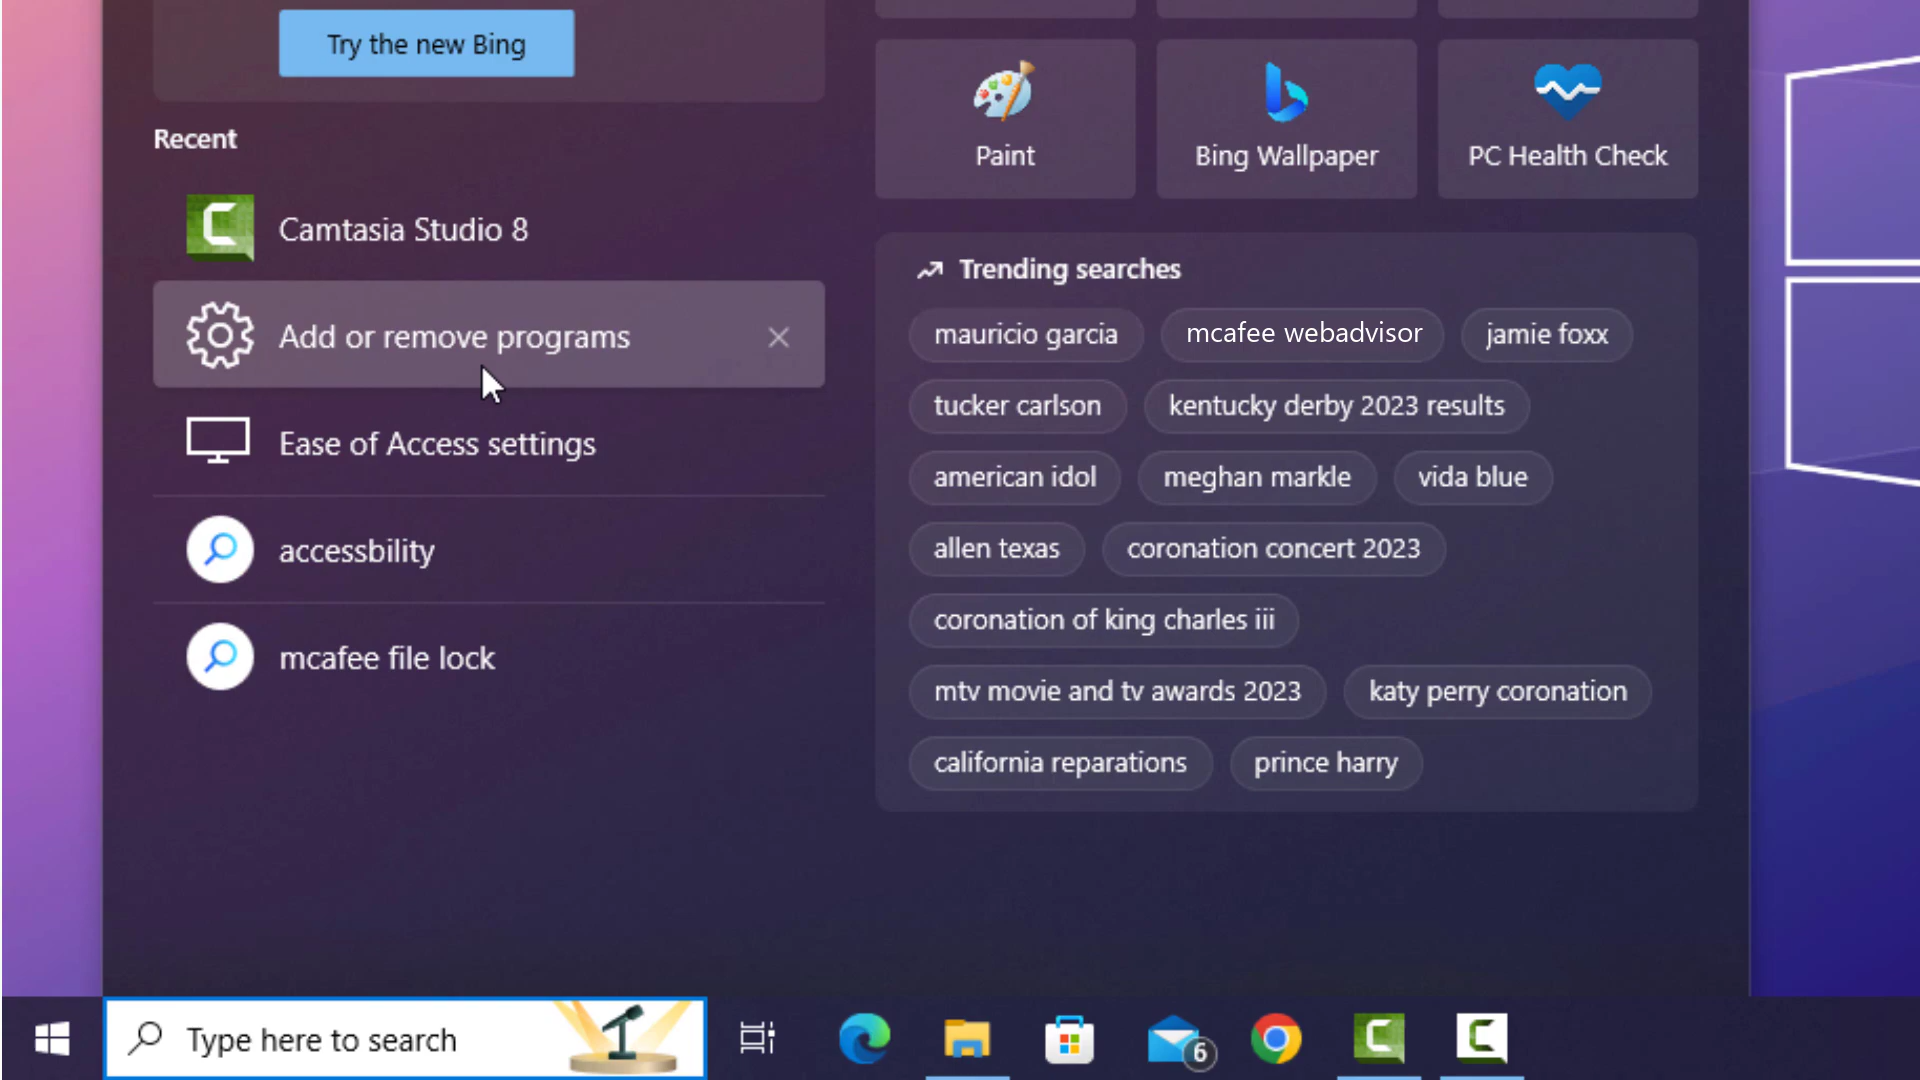 Try the new Bing
Recent
Camtasia Studio 8
Add or remove programs
Ease of Access settings
accessbility
mcafee file lock
Paint
Bing Wallpaper
PC Health Check
Trending searches
mauricio garcia
mcafee webadvisor
jamie foxx
tucker carlson
kentucky derby 2023 results
american idol
meghan markle
vida blue
allen texas
coronation concert 2023
coronation of king charles iii
mtv movie and tv awards 2023
katy perry coronation
california reparations
prince harry
Type here to search
6